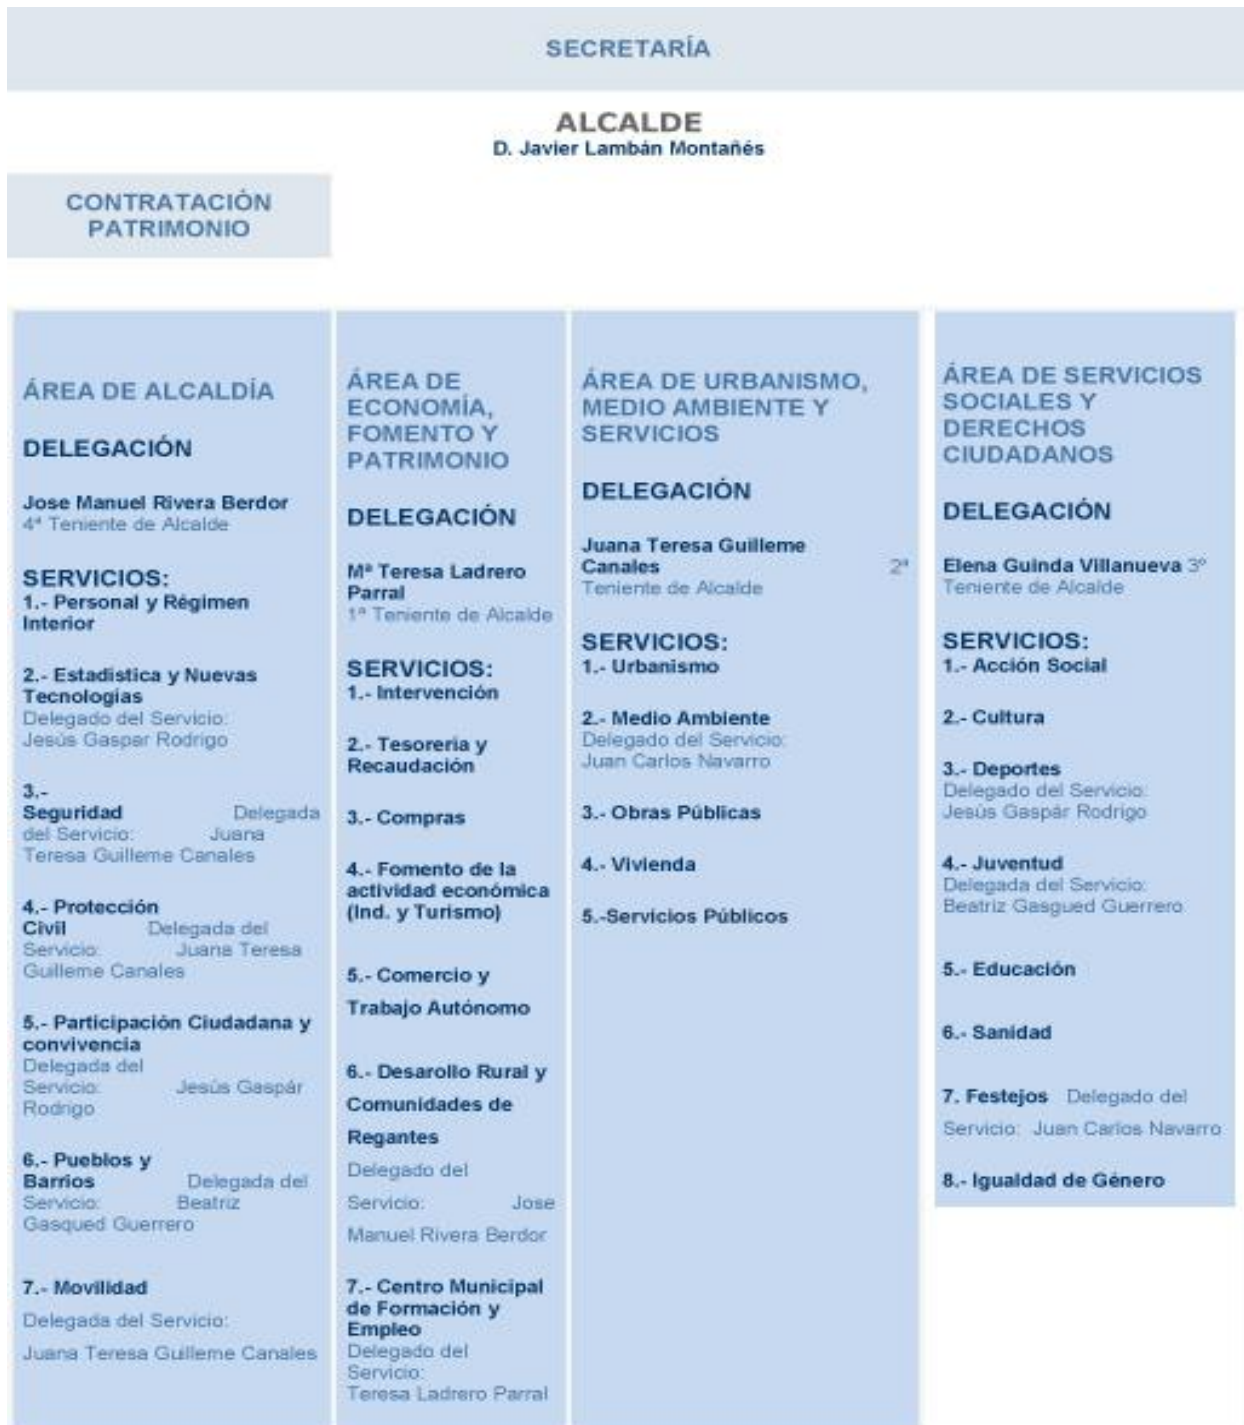 SECRETARÍA
ALCALDE
D. Javier Lambán Montañés
CONTRATACIÓN
PATRIMONIO
ÁREA DE ALCALDÍA
DELEGACIÓN
Jose Manuel Rivera Berdor
4ª Teniente de Alcalde
SERVICIOS:
1.- Personal y Régimen
Interior
2.- Estadistica y Nuevas
Tecnologías
Delegado del Servicio:
Jesús Gaspar Rodrigo
3.-
Seguridad Delegada
del Servicio: Juana
Teresa Guilleme Canales
4.- Protección
Civil Delegada del
Servicio: Juana Teresa
Guilleme Canales
5.- Participación Ciudadana y
convivencia
Delegada del
Servicio: Jesús Gaspár
Rodrigo
6.- Pueblos y
Barrios Delegada del
Servicio: Beatriz
Gasqued Guerrero
7.- Movilidad
Delegada del Servicio:
Juana Teresa Guilleme Canales
ÁREA DE
ECONOMÍA,
FOMENTO Y
PATRIMONIO
DELEGACIÓN
Mª Teresa Ladrero
Parral
1ª Teniente de Alcalde
SERVICIOS:
1.- Intervención
2.- Tesoreria y
Recaudación
3.- Compras
4.- Fomento de la
actividad económica
(Ind. y Turismo)
5.- Comercio y
Trabajo Autónomo
6.- Desarollo Rural y
Comunidades de
Regantes
Delegado del
Servicio: Jose
Manuel Rivera Berdor
7.- Centro Municipal
de Formación y
Empleo
Delegado del
Servicio:
Teresa Ladrero Parral
ÁREA DE URBANISMO,
MEDIO AMBIENTE Y
SERVICIOS
DELEGACIÓN
Juana Teresa Guilleme
Canales 2ª
Teniente de Alcalde
SERVICIOS:
1.- Urbanismo
2.- Medio Ambiente
Delegado del Servicio:
Juan Carlos Navarro
3.- Obras Públicas
4.- Vivienda
5.-Servicios Públicos
ÁREA DE SERVICIOS
SOCIALES Y
DERECHOS
CIUDADANOS
DELEGACIÓN
Elena Guinda Villanueva 3º
Teniente de Alcalde
SERVICIOS:
1.- Acción Social
2.- Cultura
3.- Deportes
Delegado del Servicio:
Jesús Gaspár Rodrigo
4.- Juventud
Delegada del Servicio:
Beatriz Gasgued Guerrero
5.- Educación
6.- Sanidad
7. Festejos Delegado del
Servicio: Juan Carlos Navarro
8.- Igualdad de Género